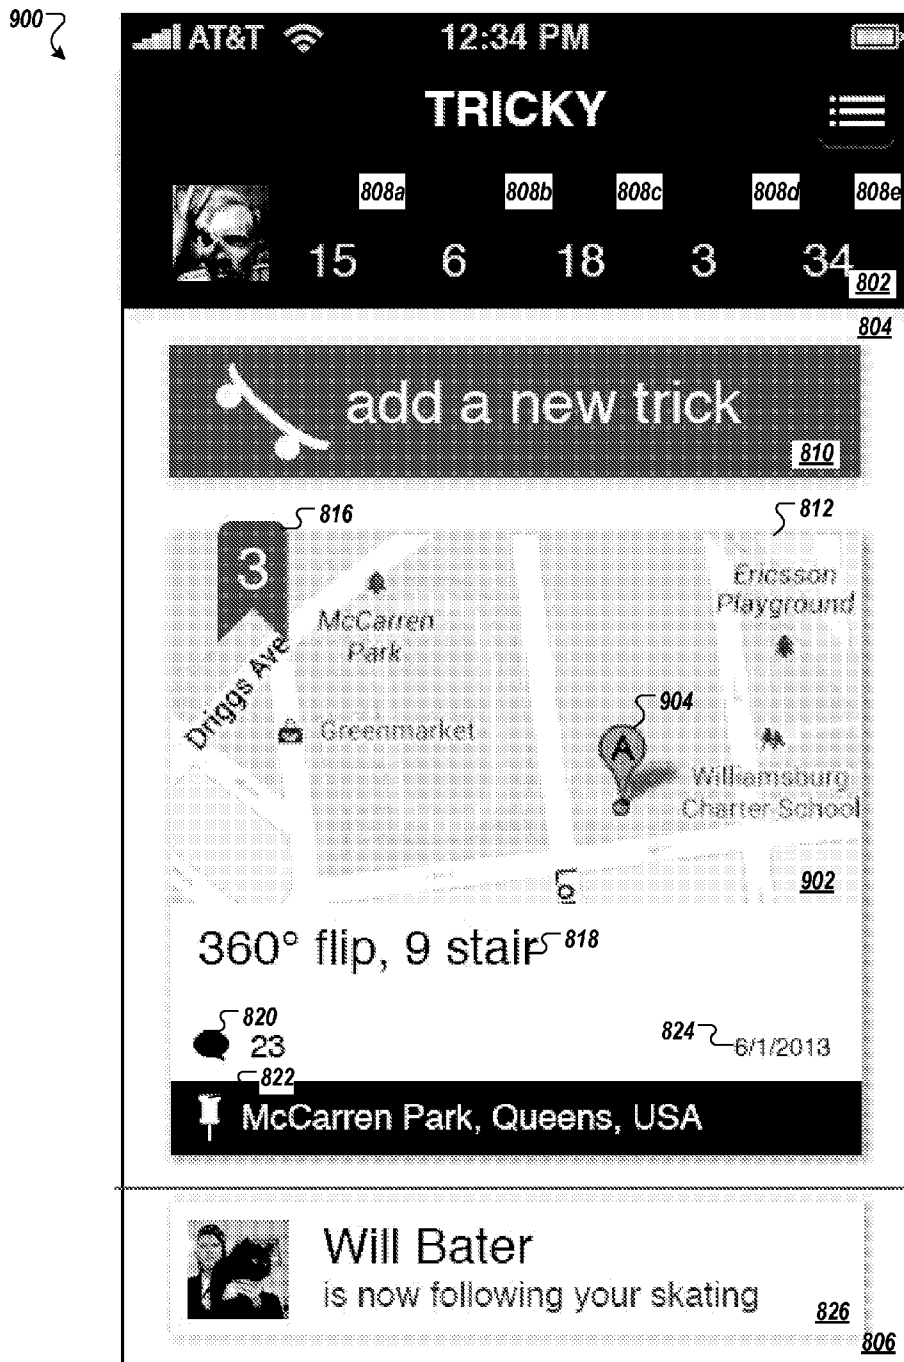 900
AT&T 12:34 PM
TRICKY
808a 808b 808c 808d 808e
15 6 18 3 34
802
804
add a new trick
810
816
812
3
Ericsson
Playground
McCarren
Park
Driggs Ave
904
Greenmarket
A
Williamsburg
Charter School
902
Lo
360° flip, 9 stair
818
820
23
824
6/1/2013
822
McCarren Park, Queens, USA
Will Bater
is now following your skating
826
806